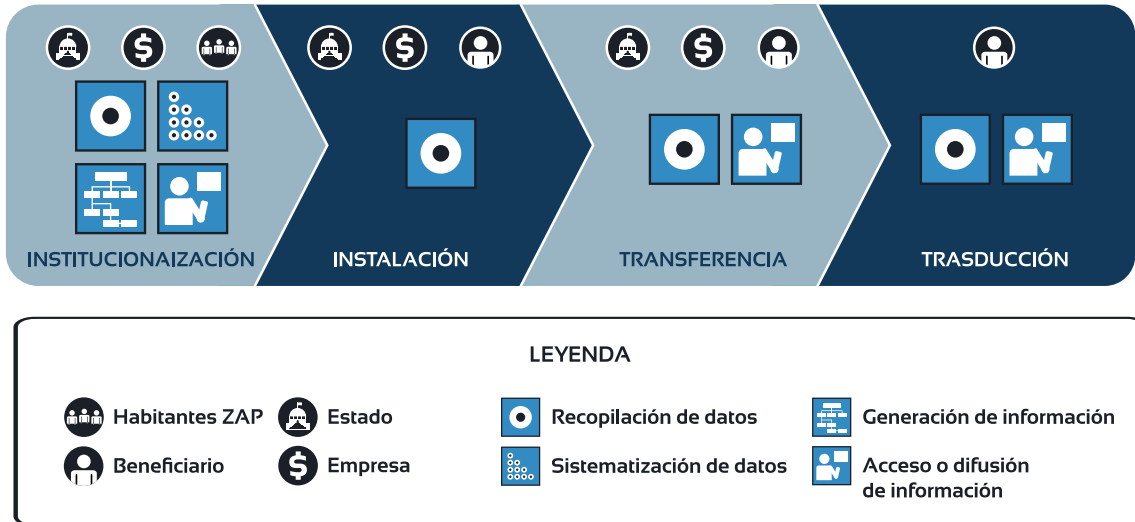 INSTITUCIONAIZACIÓN
INSTALACIÓN
TRANSFERENCIA
TRASDUCCIÓN
LEYENDA
Habitantes ZAP
Estado
Recopilación de datos
Generación de información
Beneficiario
Empresa
Sistematización de datos
Acceso o difusión
de información